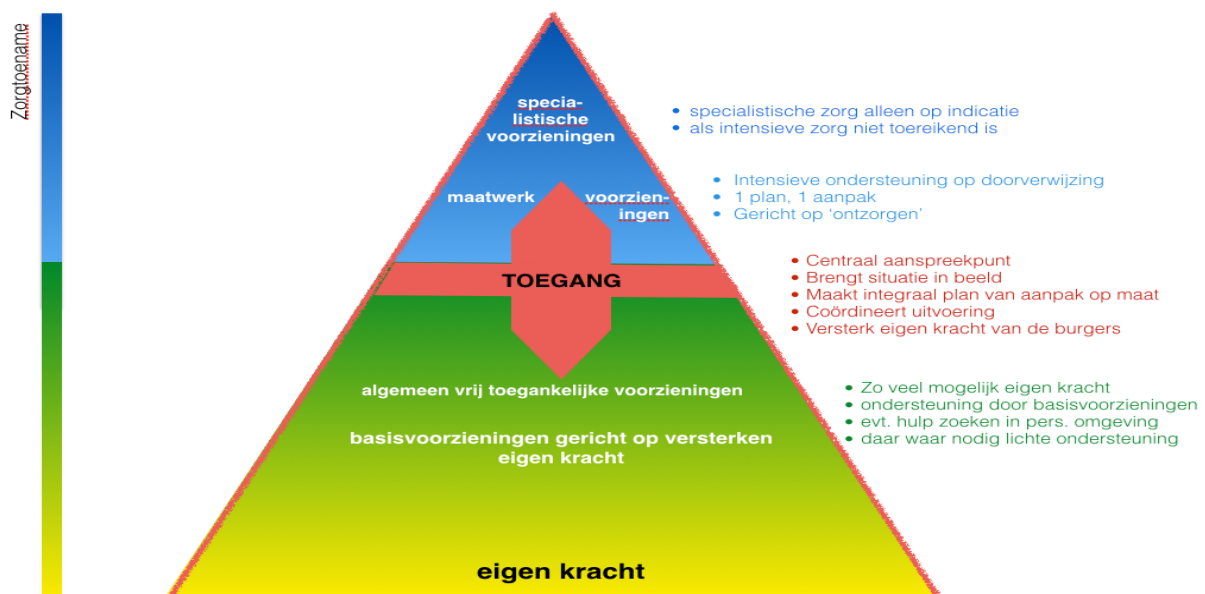 Zorgtoename
specia-
listische
voorzieningen
• specialistische zorg alleen op indicatie
• als intensieve zorg niet toereikend is
maatwerk
voorzien-
ingen
• Intensieve ondersteuning op doorverwijzing
• 1 plan, 1 aanpak
• Gericht op ‘ontzorgen’
TOEGANG
• Centraal aanspreekpunt
• Brengt situatie in beeld
• Maakt integraal plan van aanpak op maat
• Coördineert uitvoering
• Versterk eigen kracht van de burgers
algemeen vrij toegankelijke voorzieningen
basisvoorzieningen gericht op versterken
eigen kracht
• Zo veel mogelijk eigen kracht
• ondersteuning door basisvoorzieningen
• evt. hulp zoeken in pers. omgeving
• daar waar nodig lichte ondersteuning
eigen kracht